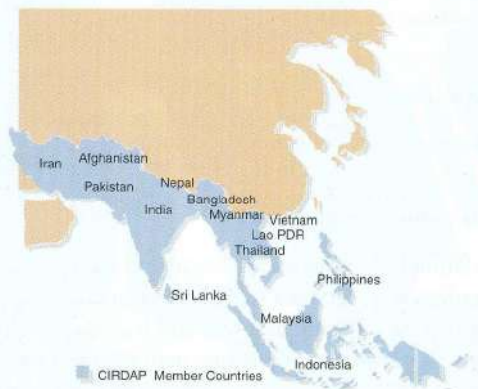 Iran
Afghanistan
Pakistan
Nepal
India
Bangladesh
Myanmar
Vietnam
Lao PDR
Thailand
Philippines
Sri Lanka
Malaysia
Indonesia
CIRDAP Member Countries